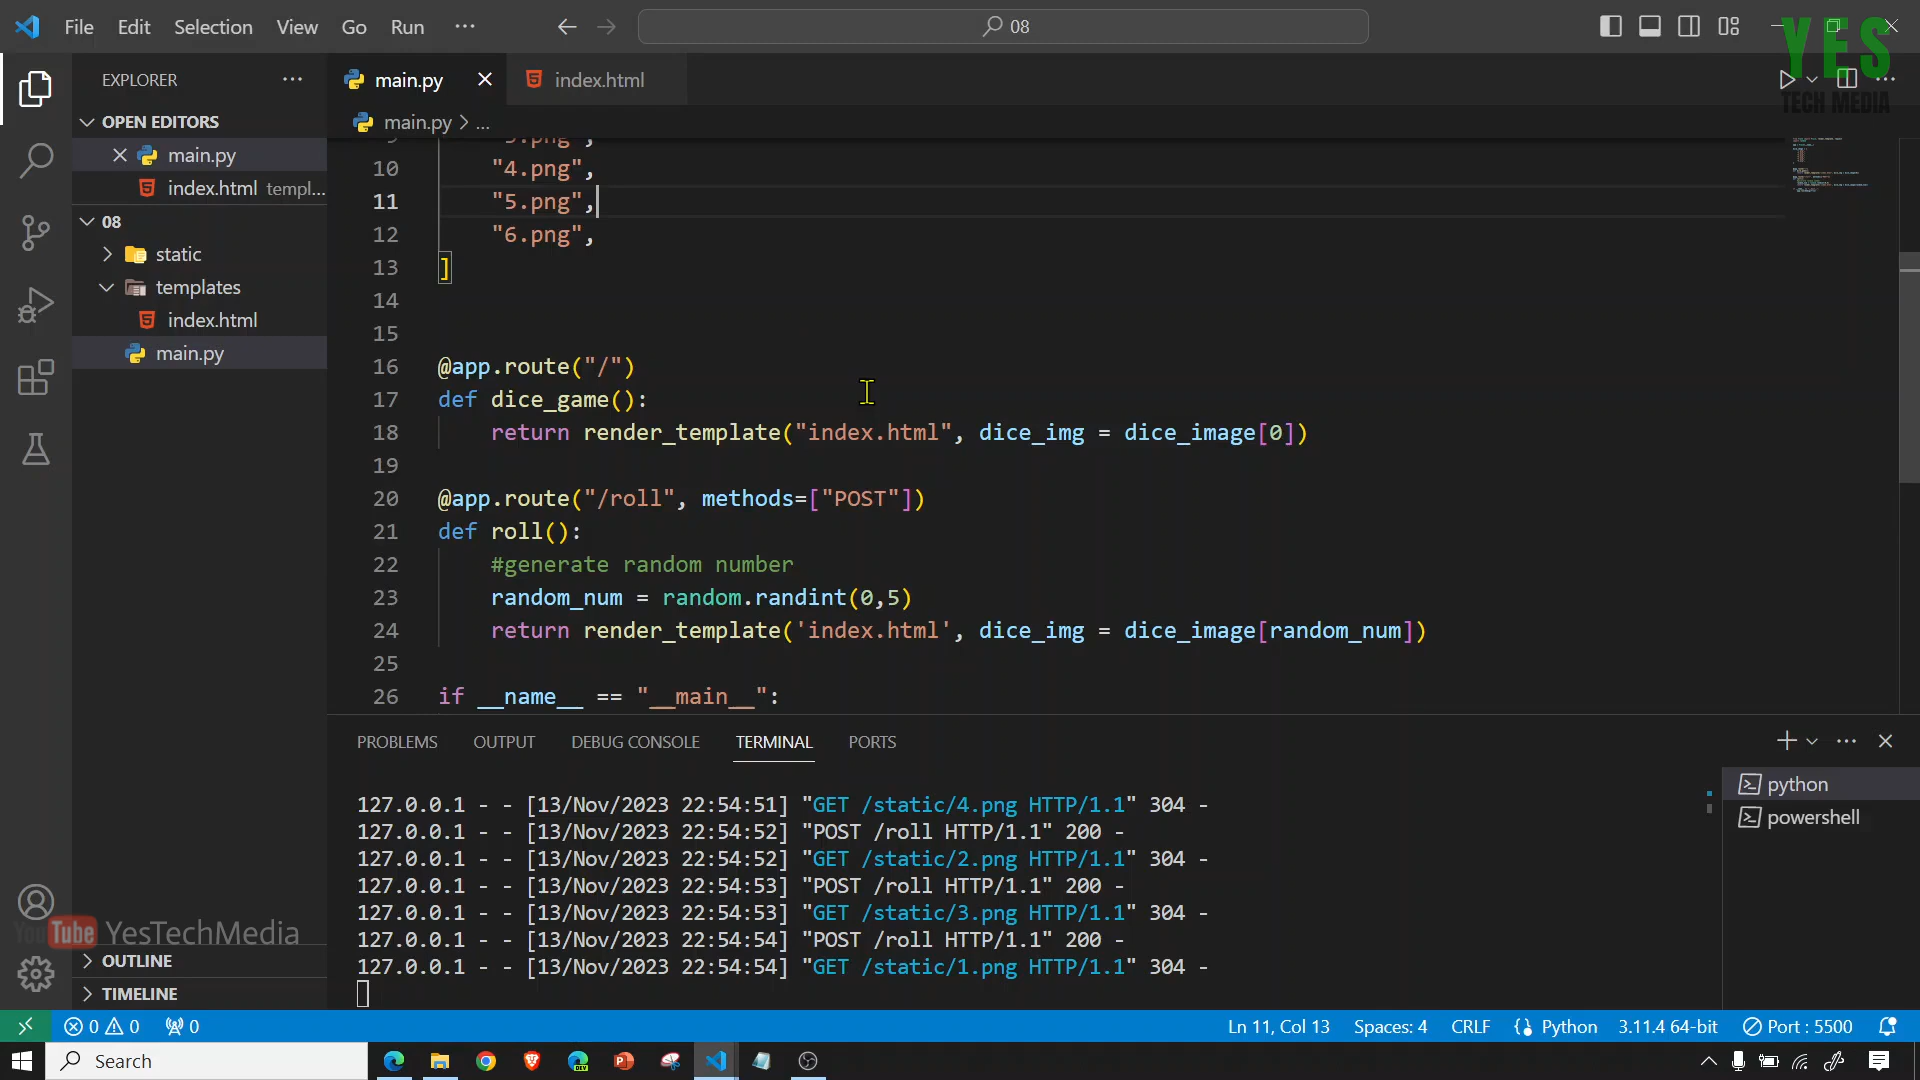 File Edit Selection View Go Run ··· 08
YES
TECH MEDIA
EXPLORER
main.py
index.html
OPEN EDITORS
main.py > ...
main.py
index.html templ...
08
static
templates
index.html
main.py
10 "4.png",
11 "5.png",
12 "6.png",
13 ]
14
15
16 @app.route("/")
17 def dice_game():
18 return render_template("index.html", dice_img = dice_image[0])
19
20 @app.route("/roll", methods=["POST"])
21 def roll():
22 #generate random number
23 random_num = random.randint(0,5)
24 return render_template('index.html', dice_img = dice_image[random_num])
25
26 if __name__ == "__main__":
PROBLEMS OUTPUT DEBUG CONSOLE TERMINAL PORTS
127.0.0.1 - - [13/Nov/2023 22:54:51] "GET /static/4.png HTTP/1.1" 304 -
127.0.0.1 - - [13/Nov/2023 22:54:52] "POST /roll HTTP/1.1" 200 -
127.0.0.1 - - [13/Nov/2023 22:54:52] "GET /static/2.png HTTP/1.1" 304 -
127.0.0.1 - - [13/Nov/2023 22:54:53] "POST /roll HTTP/1.1" 200 -
127.0.0.1 - - [13/Nov/2023 22:54:53] "GET /static/3.png HTTP/1.1" 304 -
127.0.0.1 - - [13/Nov/2023 22:54:54] "POST /roll HTTP/1.1" 200 -
127.0.0.1 - - [13/Nov/2023 22:54:54] "GET /static/1.png HTTP/1.1" 304 -
python
powershell
YouTube YesTechMedia
OUTLINE
TIMELINE
0 0 0 Ln 11, Col 13 Spaces: 4 CRLF Python 3.11.4 64-bit Port : 5500
Search